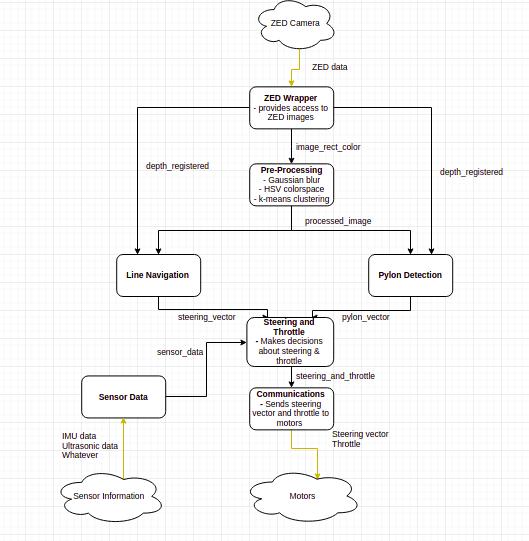 ZED Camera
ZED data
ZED Wrapper
- provides access to
ZED images
image_rect_color
depth_registered
depth_registered
Pre-Processing
- Gaussian blur
- HSV colorspace
- k-means clustering
processed_image
Line Navigation
Pylon Detection
steering_vector
pylon_vector
Steering and
Throttle
- Makes decisions
about steering &
throttle
sensor_data
steering_and_throttle
Sensor Data
Communications
- Sends steering
vector and throttle to
motors
Steering vector
Throttle
IMU data
Ultrasonic data
Whatever
Sensor Information
Motors